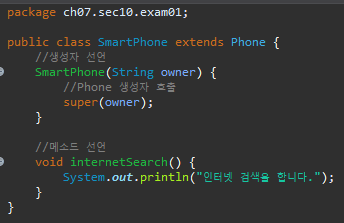 package ch07.sec10.exam01;
public class SmartPhone extends Phone {
//생성자 선언
SmartPhone(String owner) {
//Phone 생성자 호출
super(owner);
}
//메소드 선언
void internetSearch() {
System.out.println("인터넷 검색을 합니다.");
}
}